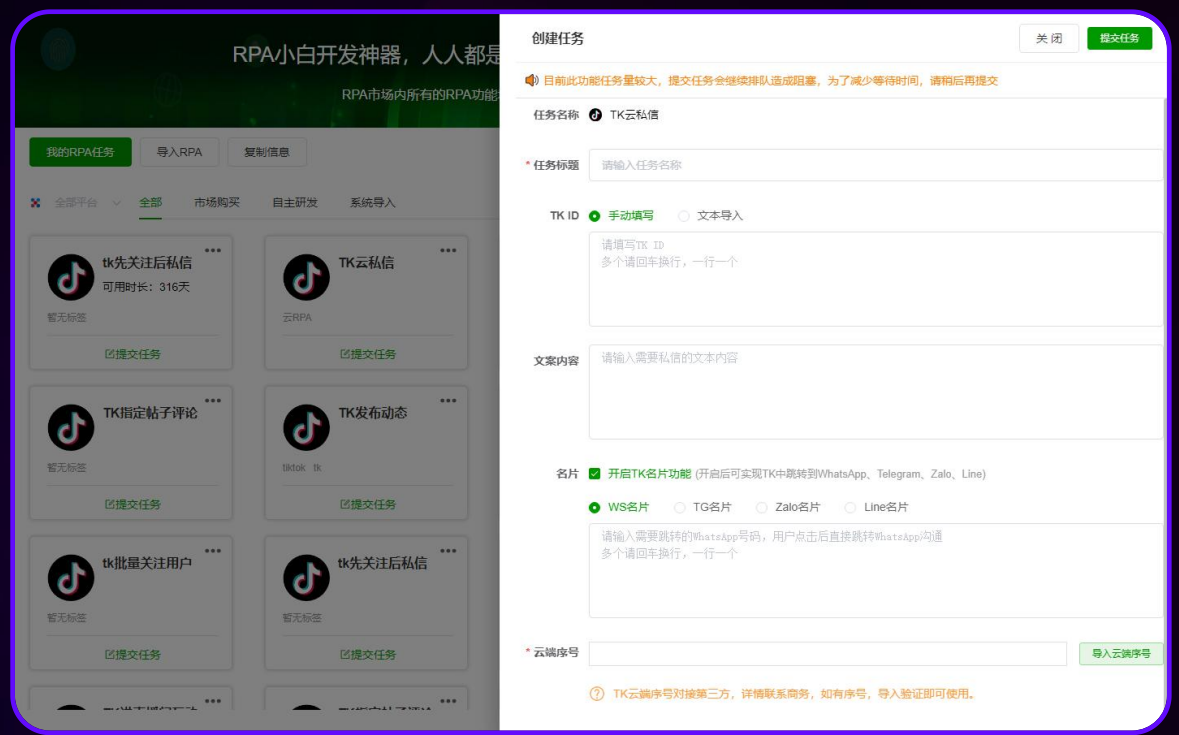 RPA小白开发神器，人人都是
RPA市场内所有的RPA功能
我的RPA任务
导入RPA
复制信息
全部平台
全部
市场购买
自主研发
系统导入
tk先关注后私信
可用时长：316天
暂无标签
提交任务
TK云私信
云RPA
提交任务
TK指定帖子评论
暂无标签
提交任务
TK发布动态
tiktok tk
提交任务
tk批量关注用户
暂无标签
提交任务
tk先关注后私信
暂无标签
提交任务
创建任务
关 闭
提交任务
目前此功能任务量较大，提交任务会继续排队造成阻塞，为了减少等待时间，请稍后再提交
任务名称 TK云私信
* 任务标题 请输入任务名称
TK ID 手动填写 文本导入
请填写TK ID
多个请回车换行，一行一个
文案内容 请输入需要私信的文本内容
名片 开启TK名片功能 (开启后可实现TK中跳转到WhatsApp、Telegram、Zalo、Line)
WS名片 TG名片 Zalo名片 Line名片
请输入需要跳转的WhatsApp号码，用户点击后直接跳转WhatsApp沟通
多个请回车换行，一行一个
* 云端序号 导入云端序号
TK云端序号对接第三方，详情联系商务，如有序号，导入验证即可使用。